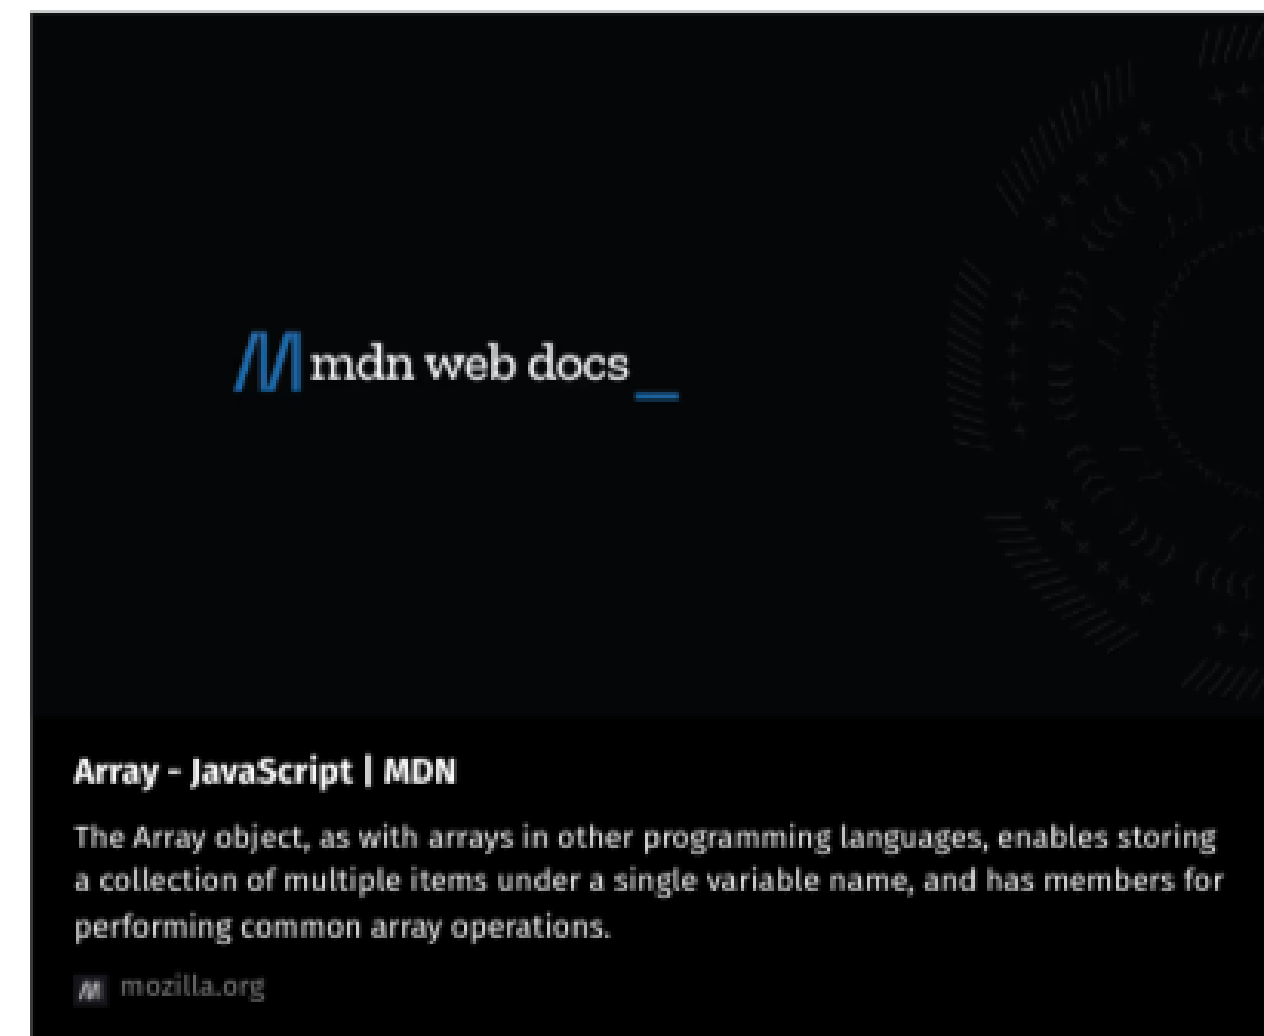 mdn web docs_
Array - JavaScript | MDN
The Array object, as with arrays in other programming languages, enables storing
a collection of multiple items under a single variable name, and has members for
performing common array operations.
mozilla.org